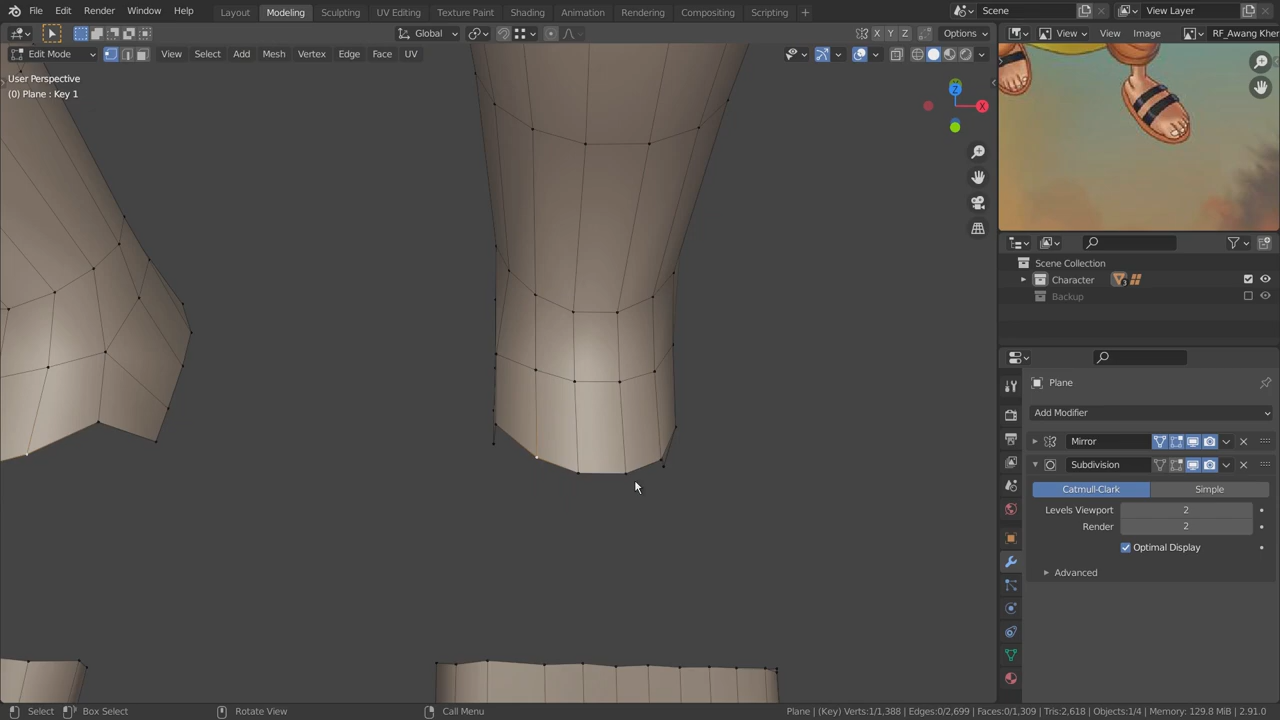 File Edit Render Window Help Layout Modeling Sculpting UV Editing Texture Paint Shading Animation Rendering Compositing Scripting + Scene View Layer
Global X Y Z Options View View Image RF_Awang Kher
Edit Mode View Select Add Mesh Vertex Edge Face UV
User Perspective
(0) Plane : Key 1
Z
X
Scene Collection
Character 3
Backup
Plane
Add Modifier
Mirror
Subdivision
Catmull-Clark Simple
Levels Viewport 2
Render 2
Optimal Display
Advanced
Select Box Select Rotate View Call Menu Plane | (Key) Verts:1/1,388 | Edges:0/2,699 | Faces:0/1,309 | Tris:2,618 | Objects:1/4 | Memory: 129.8 MiB | 2.91.0